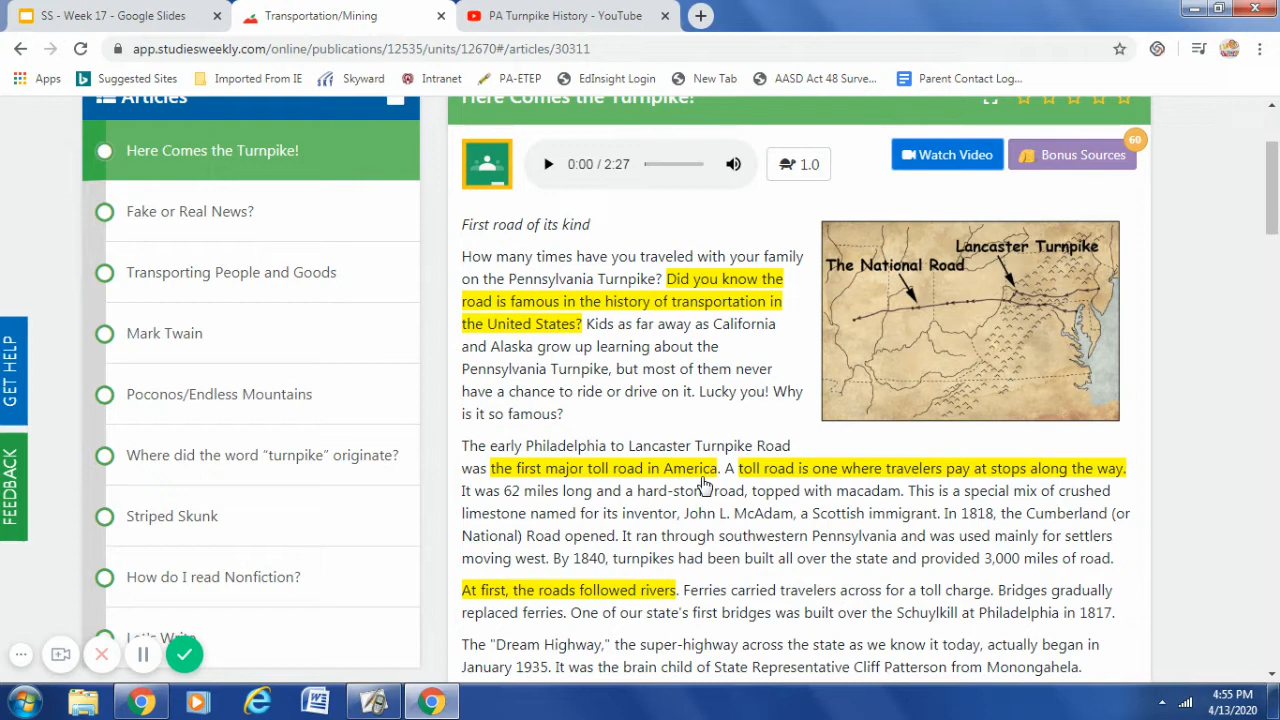 SS - Week 17 - Google Slides
Transportation/Mining
PA Turnpike History - YouTube
app.studiesweekly.com/online/publications/12535/units/12670#/articles/30311
Apps
Suggested Sites
Imported From IE
Skyward
Intranet
PA-ETEP
EdInsight Login
New Tab
AASD Act 48 Surve...
Parent Contact Log...
Articles
Here Comes the Turnpike!
Fake or Real News?
Transporting People and Goods
Mark Twain
Poconos/Endless Mountains
Where did the word "turnpike" originate?
Striped Skunk
How do I read Nonfiction?
Let's Write
GET HELP
FEEDBACK
Here Comes the Turnpike!
0:00 / 2:27
1.0
Watch Video
Bonus Sources
60
First road of its kind
How many times have you traveled with your family
on the Pennsylvania Turnpike? Did you know the
road is famous in the history of transportation in
the United States? Kids as far away as California
and Alaska grow up learning about the
Pennsylvania Turnpike, but most of them never
have a chance to ride or drive on it. Lucky you! Why
is it so famous?
Lancaster Turnpike
The National Road
The early Philadelphia to Lancaster Turnpike Road
was the first major toll road in America. A toll road is one where travelers pay at stops along the way.
It was 62 miles long and a hard-stone road, topped with macadam. This is a special mix of crushed
limestone named for its inventor, John L. McAdam, a Scottish immigrant. In 1818, the Cumberland (or
National) Road opened. It ran through southwestern Pennsylvania and was used mainly for settlers
moving west. By 1840, turnpikes had been built all over the state and provided 3,000 miles of road.
At first, the roads followed rivers. Ferries carried travelers across for a toll charge. Bridges gradually
replaced ferries. One of our state's first bridges was built over the Schuylkill at Philadelphia in 1817.
The "Dream Highway," the super-highway across the state as we know it today, actually began in
January 1935. It was the brain child of State Representative Cliff Patterson from Monongahela.
4:55 PM
4/13/2020